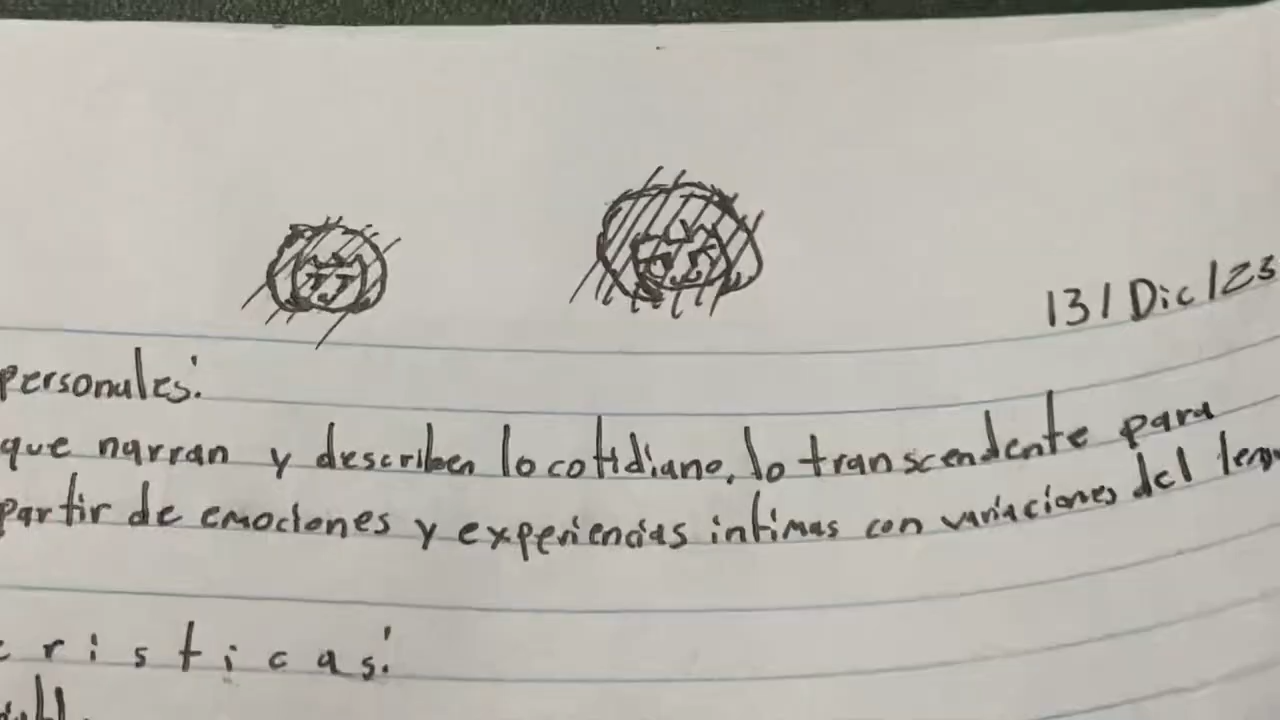 13/Dic/23
personales:
que narran y describen lo cotidiano, lo transcendente para
partir de emociones y experiencias intimas con variaciones del
rísticas: